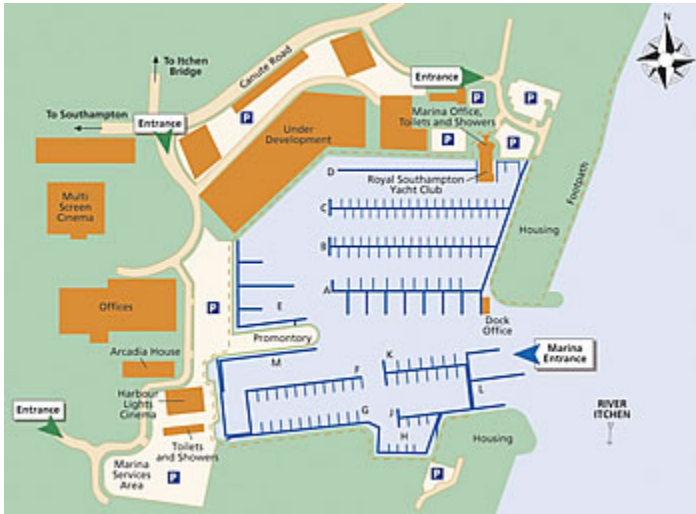 N
Canute Road
To Itchen
Bridge
Entrance
P
P
P
To Southampton
Entrance
Marina Office,
Toilets and Showers
Under
Development
P
P
D
Royal Southampton
Yacht Club
Footpath
Multi
Screen
Cinema
C
Housing
B
A
Offices
P
E
Dock
Office
Promontory
Marina
Entrance
Arcadia House
M
K
F
L
Harbour
Lights
Cinema
Entrance
G
J
RIVER
ITCHEN
H
Housing
Toilets
and Showers
Marina
Services
Area
P
P